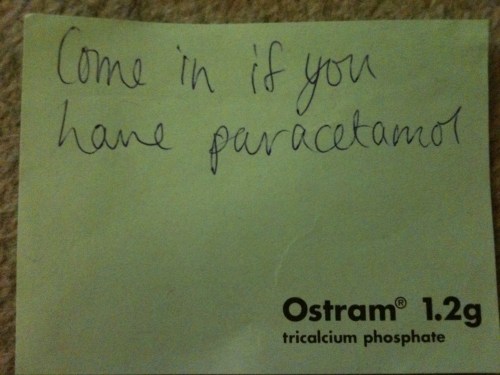 Come in if you
have paracetamol
Ostram® 1.2g
tricalcium phosphate